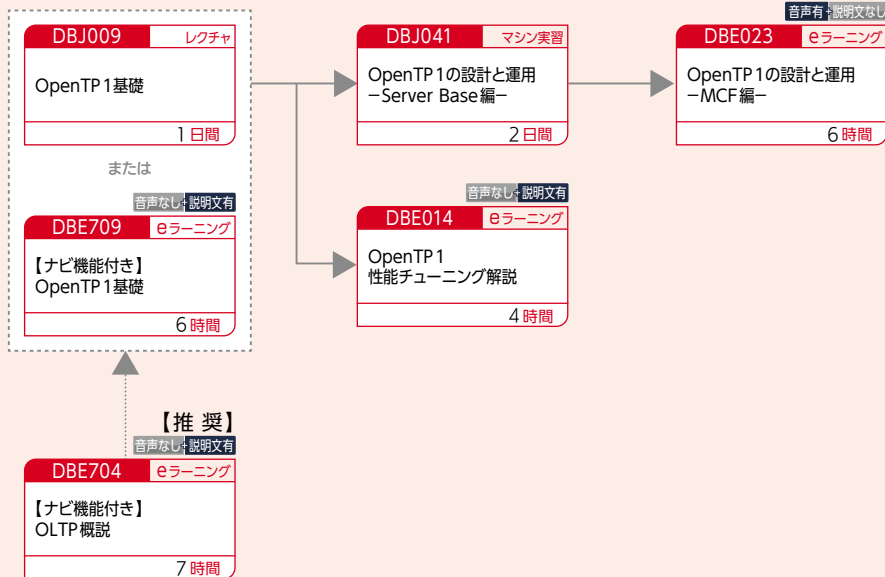 DBJ009 レクチャ
OpenTP1基礎
1日間
または
音声なし+説明文有
DBE709 eラーニング
【ナビ機能付き】
OpenTP1基礎
6時間
【推 奨】
音声なし+説明文有
DBE704 eラーニング
【ナビ機能付き】
OLTP概説
7時間
DBJ041 マシン実習
OpenTP1の設計と運用
−Server Base編−
2日間
音声なし+説明文有
DBE014 eラーニング
OpenTP1
性能チューニング解説
4時間
音声有+説明文なし
DBE023 eラーニング
OpenTP1の設計と運用
−MCF編−
6時間